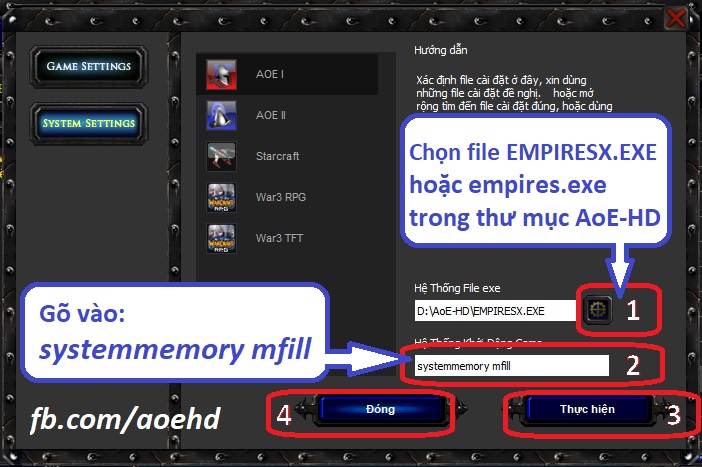 GAME SETTINGS
SYSTEM SETTINGS
AOE I
AOE II
Starcraft
War3 RPG
War3 TFT
Hướng dẫn
Xác định file cài đặt ở đây, xin dùng
những file cài đặt đề nghị. hoặc mở
rộng tìm đến file cài đặt đúng, hoặc dùng
Chọn file EMPIRESX.EXE
hoặc empires.exe
trong thư mục AoE-HD
Hệ Thống File exe
D:\AoE-HD\EMPIRESX.EXE
1
Gõ vào:
systemmemory mfill
Hệ Thống Khởi Động Game
systemmemory mfill
2
fb.com/aoehd
4
Đóng
Thực hiện
3